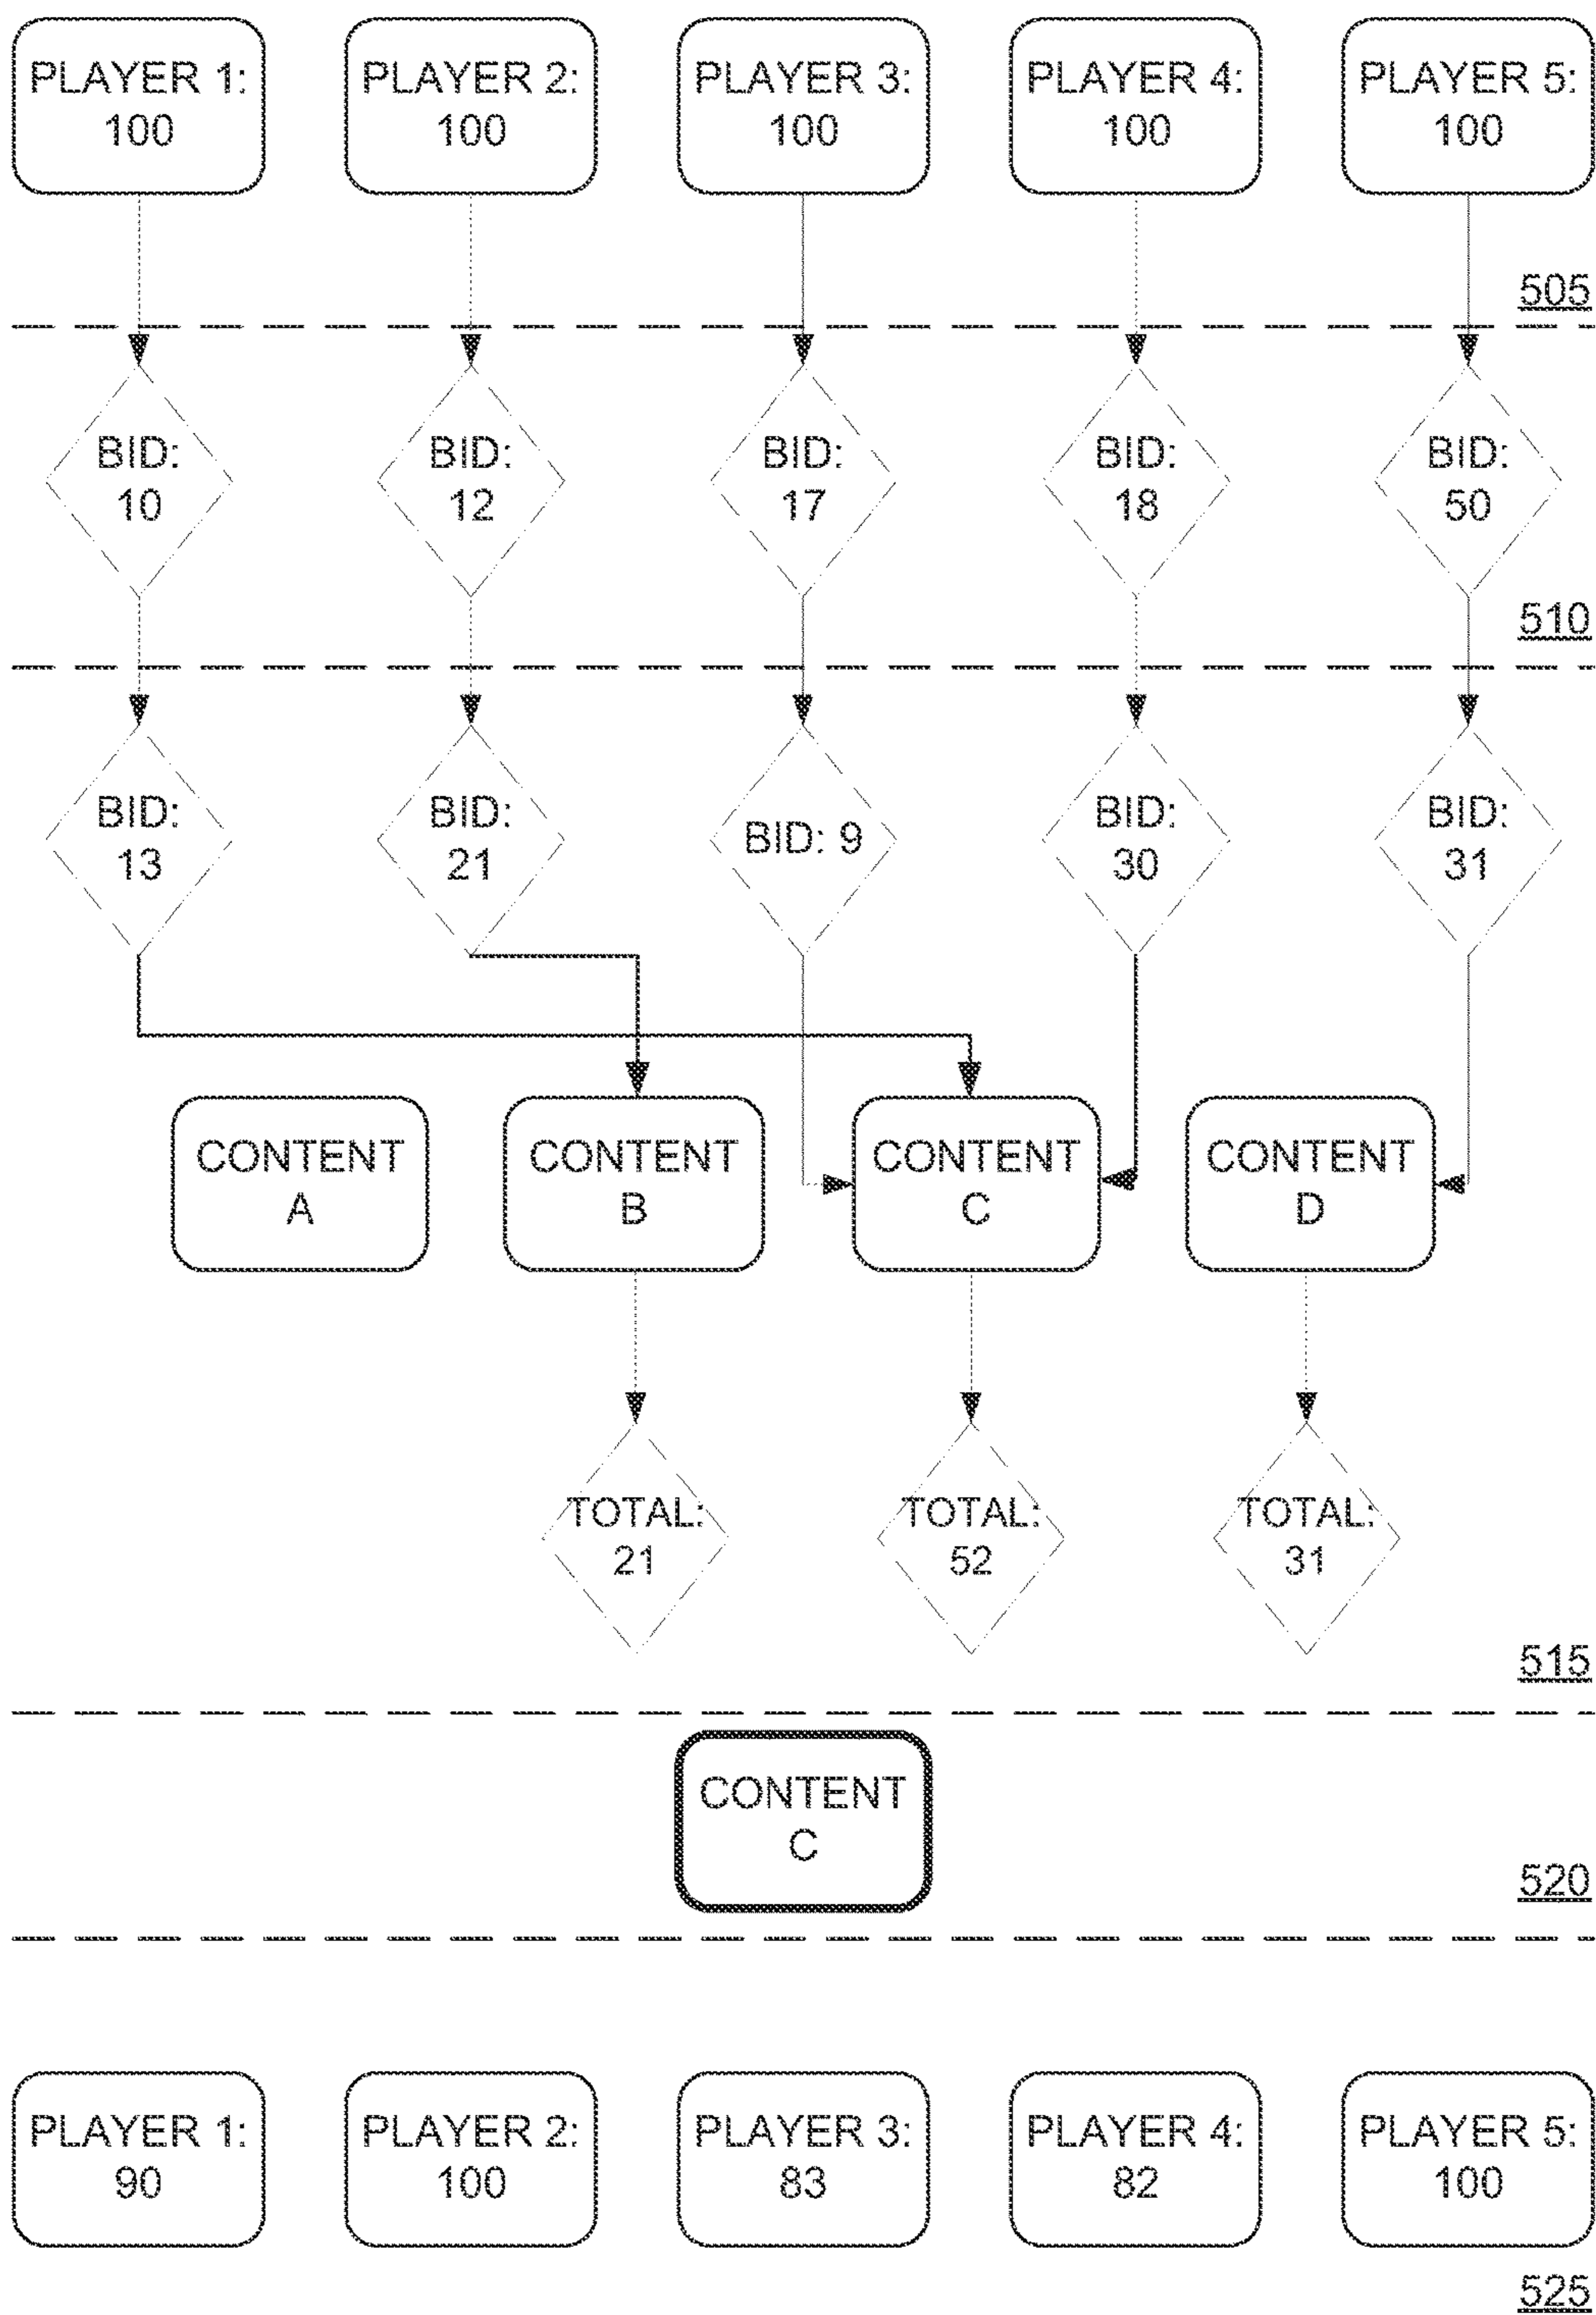 PLAYER 1:
100
PLAYER 2:
100
PLAYER 3:
100
PLAYER 4:
100
PLAYER 5:
100
505
BID:
10
BID:
12
BID:
17
BID:
18
BID:
50
510
BID:
13
BID:
21
BID: 9
BID:
30
BID:
31
CONTENT
A
CONTENT
B
CONTENT
C
CONTENT
D
TOTAL:
21
TOTAL:
52
TOTAL:
31
515
CONTENT
C
520
PLAYER 1:
90
PLAYER 2:
100
PLAYER 3:
83
PLAYER 4:
82
PLAYER 5:
100
525